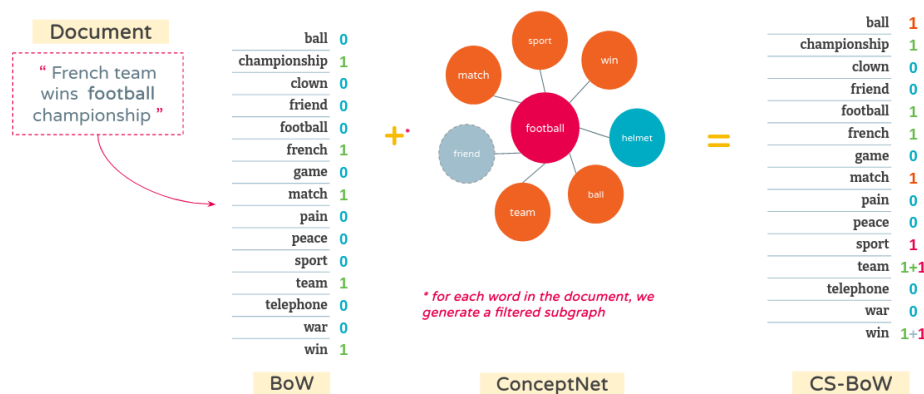 Document
“ French team
wins football
championship ”
ball 0
championship 1
clown 0
friend 0
football 0
french 1
game 0
match 1
pain 0
peace 0
sport 0
team 1
telephone 0
war 0
win 1
BoW
+*
sport
win
match
football
helmet
friend
ball
team
* for each word in the document, we
generate a filtered subgraph
ConceptNet
=
ball 1
championship 1
clown 0
friend 0
football 1
french 1
game 0
match 1
pain 0
peace 0
sport 1
team 1+1
telephone 0
war 0
win 1+1
CS-BoW